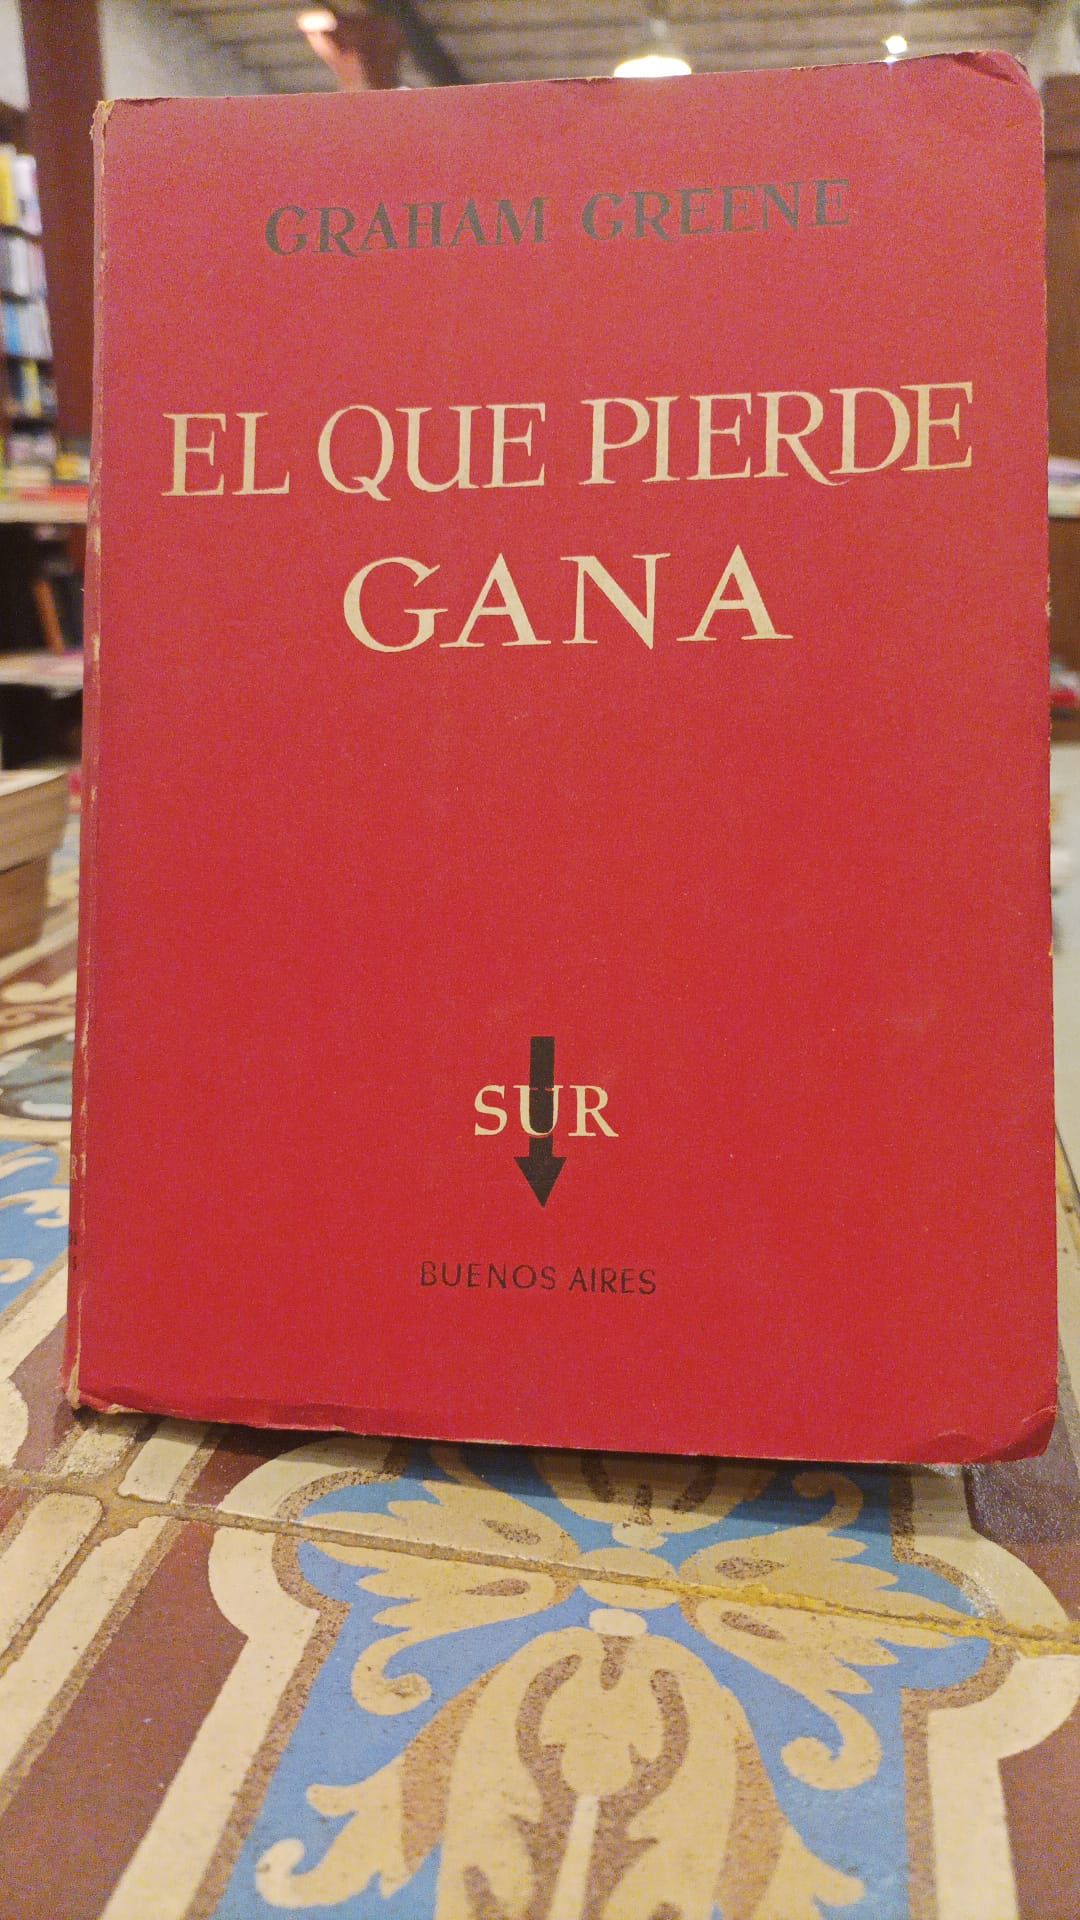 GRAHAM GREENE
EL QUE PIERDE
GANA
SUR
BUENOS AIRES